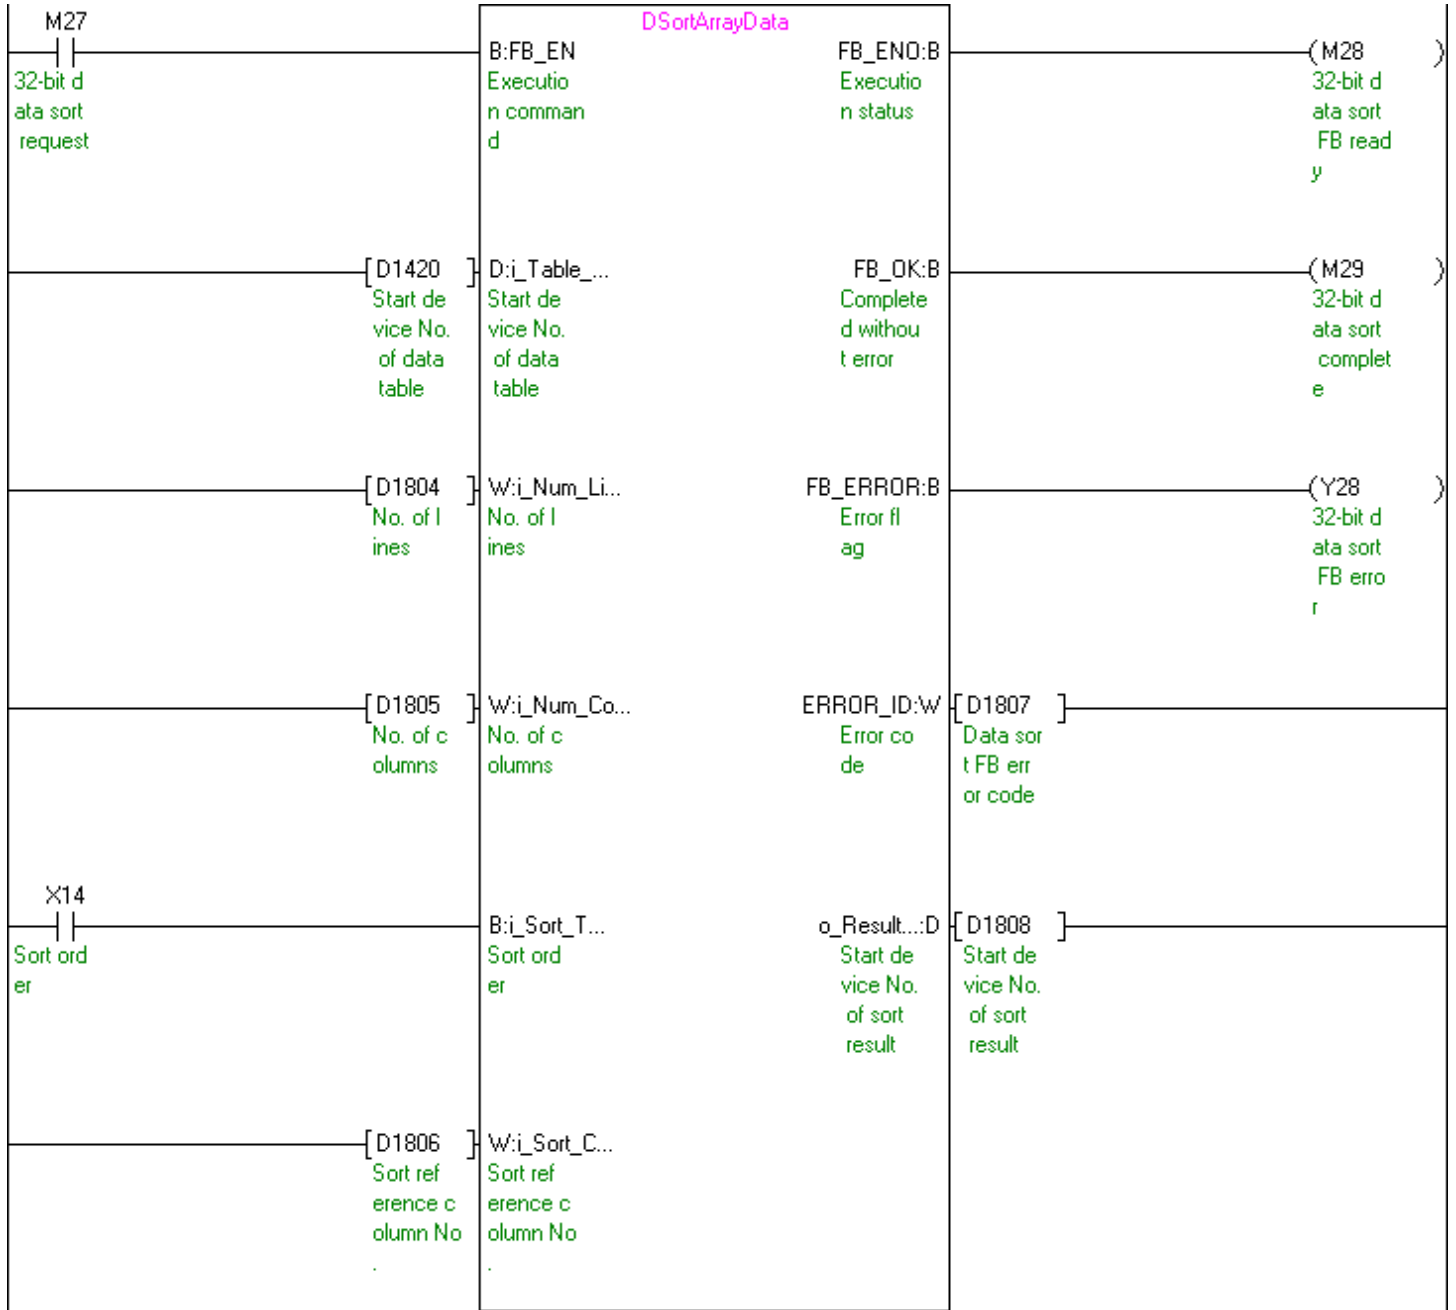 M27
DSortArrayData
B:FB_EN
FB_ENO:B
(M28 )
32-bit d
ata sort
request
Executio
n comman
d
Executio
n status
32-bit d
ata sort
FB read
y
[D1420 ]
D:i_Table_...
FB_OK:B
(M29 )
Start de
vice No.
of data
table
Start de
vice No.
of data
table
Complete
d withou
t error
32-bit d
ata sort
complet
e
[D1804 ]
W:i_Num_Li...
FB_ERROR:B
(Y28 )
No. of l
ines
No. of l
ines
Error fl
ag
32-bit d
ata sort
FB erro
r
[D1805 ]
W:i_Num_Co...
ERROR_ID:W
[D1807 ]
No. of c
olumns
No. of c
olumns
Error co
de
Data sor
t FB err
or code
X14
B:i_Sort_T...
o_Result...:D
[D1808 ]
Sort ord
er
Sort ord
er
Start de
vice No.
of sort
result
Start de
vice No.
of sort
result
[D1806 ]
W:i_Sort_C...
Sort ref
erence c
olumn No
.
Sort ref
erence c
olumn No
.